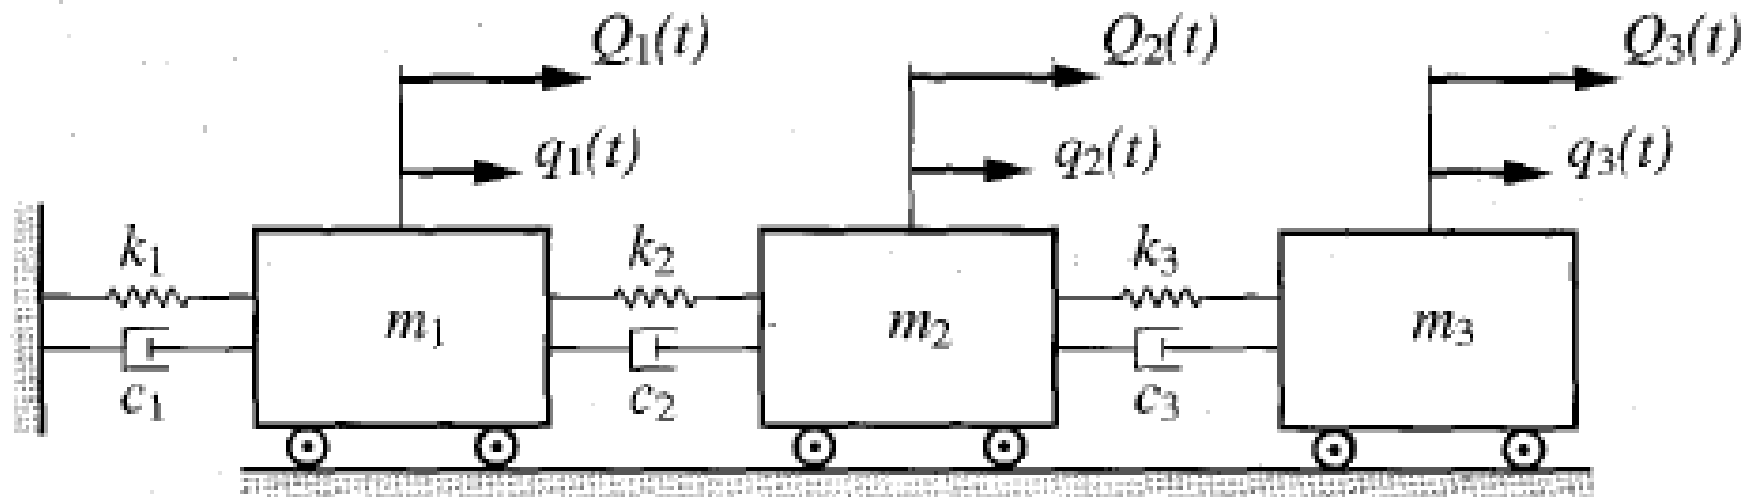 Q₁(t) Q₂(t) Q₃(t)
q₁(t) q₂(t) q₃(t)
k₁ k₂ k₃
m₁ m₂ m₃
c₁ c₂ c₃